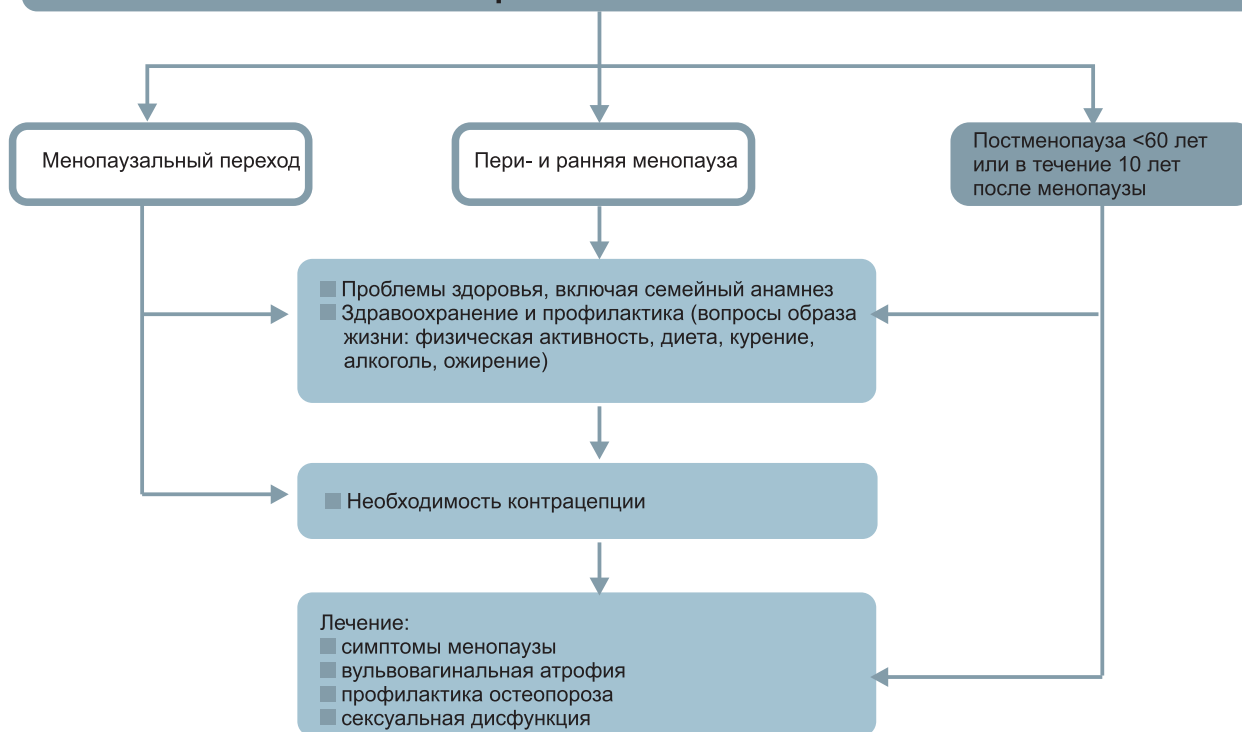 Менопаузальный переход
Пери- и ранняя менопауза
Постменопауза <60 лет
или в течение 10 лет
после менопаузы
Проблемы здоровья, включая семейный анамнез
Здравоохранение и профилактика (вопросы образа
жизни: физическая активность, диета, курение,
алкоголь, ожирение)
Необходимость контрацепции
Лечение:
симптомы менопаузы
вульвовагинальная атрофия
профилактика остеопороза
сексуальная дисфункция